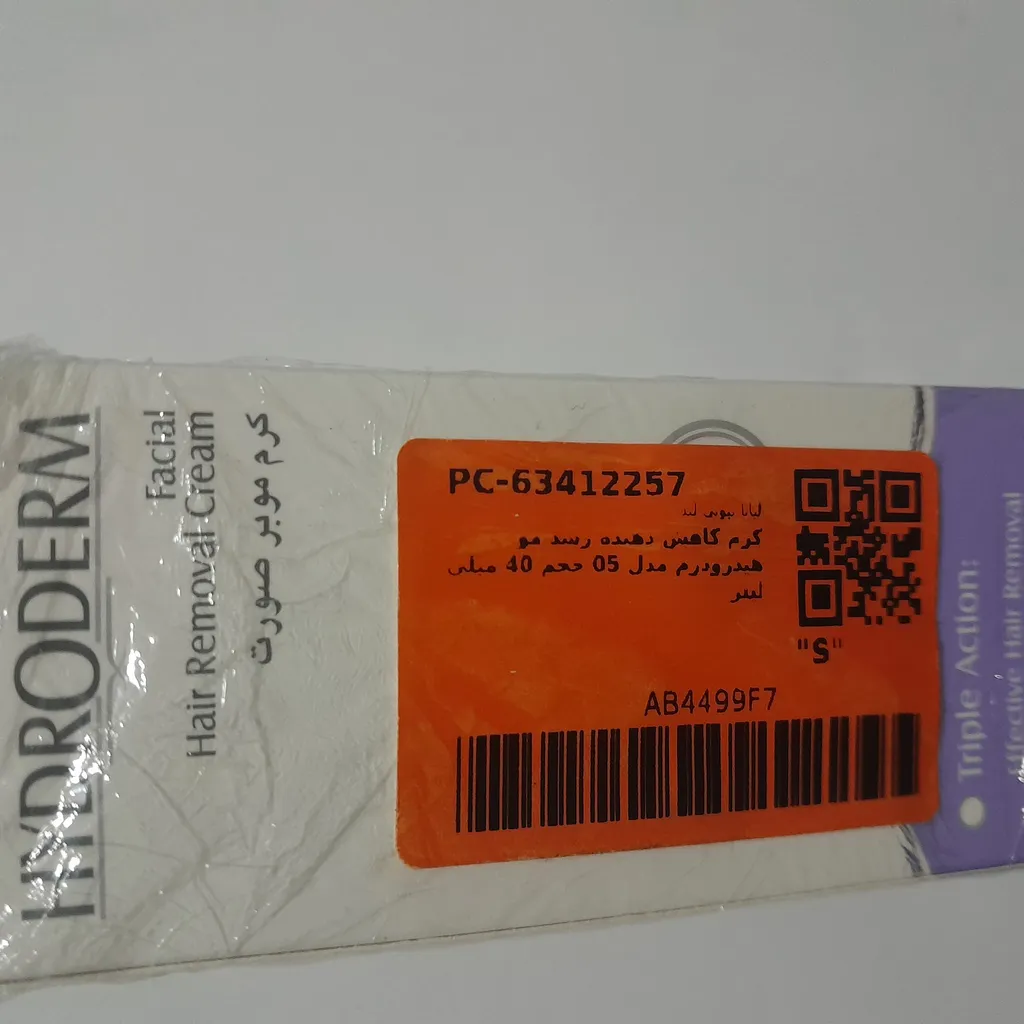 HYDRODERM
Facial
Hair Removal Cream
کرم موبر صورت
PC-63412257
کرم کاهش دهنده رشد مو
هیدرودرم مدل 05 حجم 40 میلی
لیتر
"S"
AB4499F7
Triple Action:
Effective Hair Removal